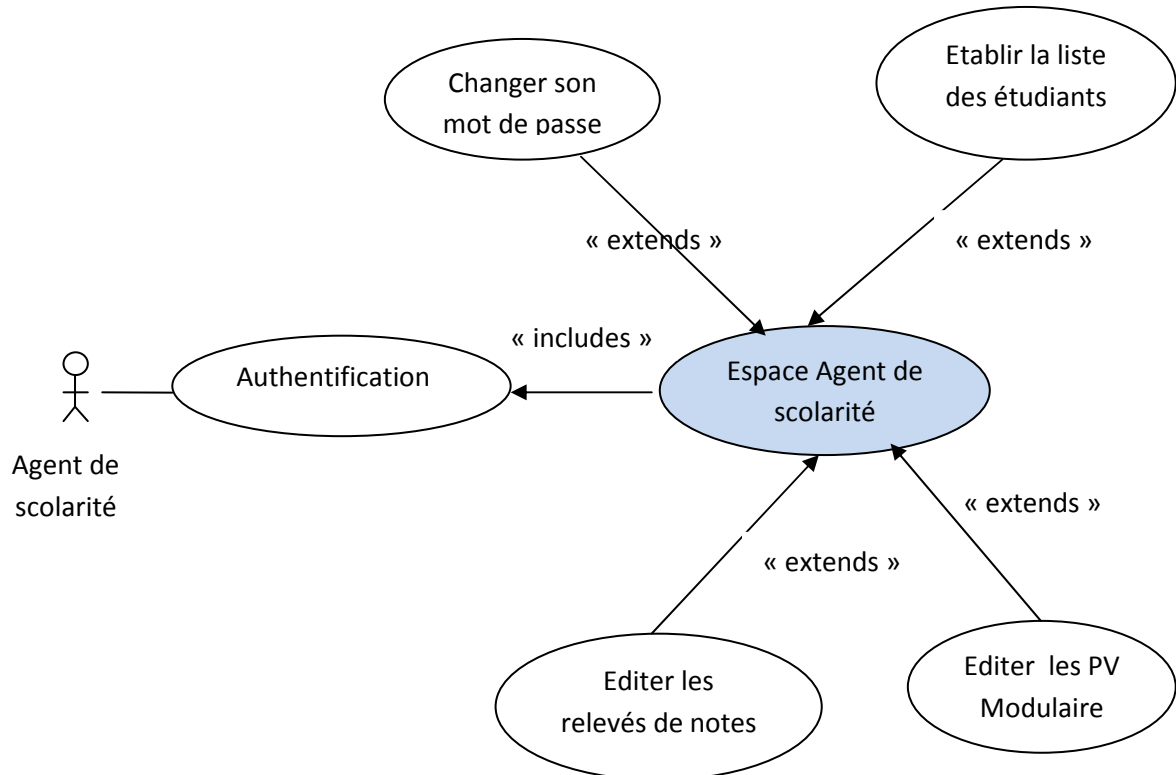 Changer son
mot de passe
Etablir la liste
des étudiants
« extends »
« extends »
« includes »
Authentification
Espace Agent de
scolarité
Agent de
scolarité
« extends »
« extends »
Editer les
relevés de notes
Editer les PV
Modulaire